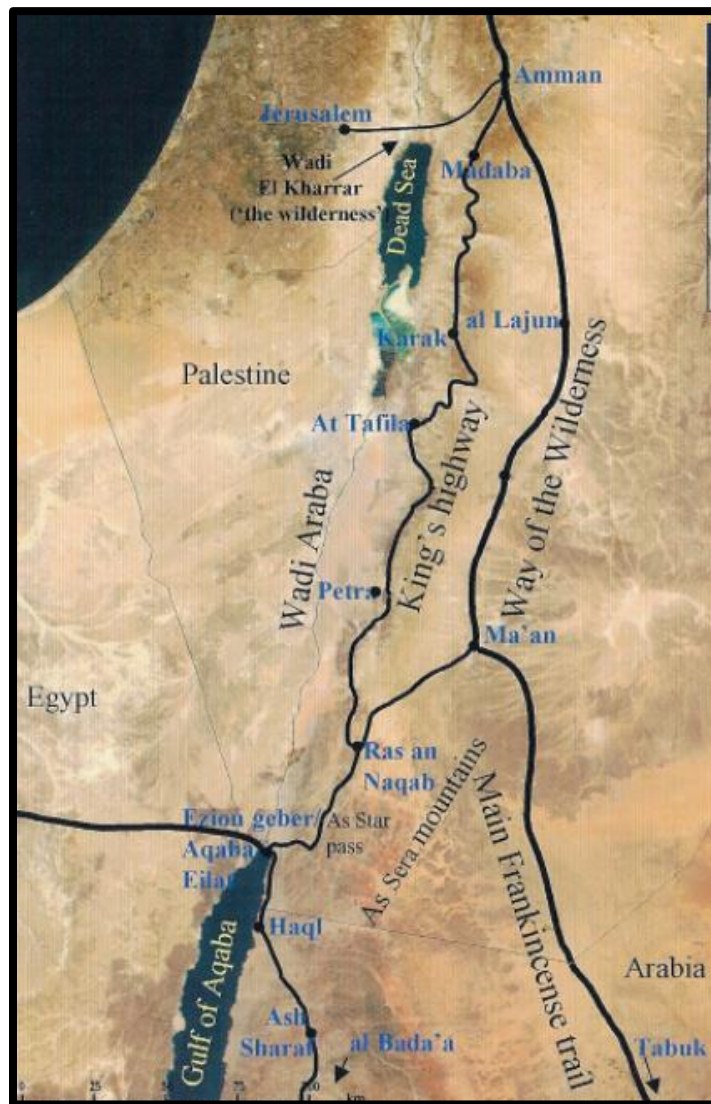 Amman
Jerusalem
Wadi
El Kharrar
('the wilderness')
Madaba
Dead Sea
al Lajun
Karak
Palestine
At Tafila
Way of the Wilderness
King's highway
Wadi Araba
Petra
Ma'an
Egypt
Ras an
Naqab
As Sera mountains
Main Frankincense trail
Ezion geber/
Aqaba
Eilat
As Star
pass
Haql
Gulf of Aqaba
Arabia
Ash
Sharaf
al Bada'a
Tabuk
0 25 75
km